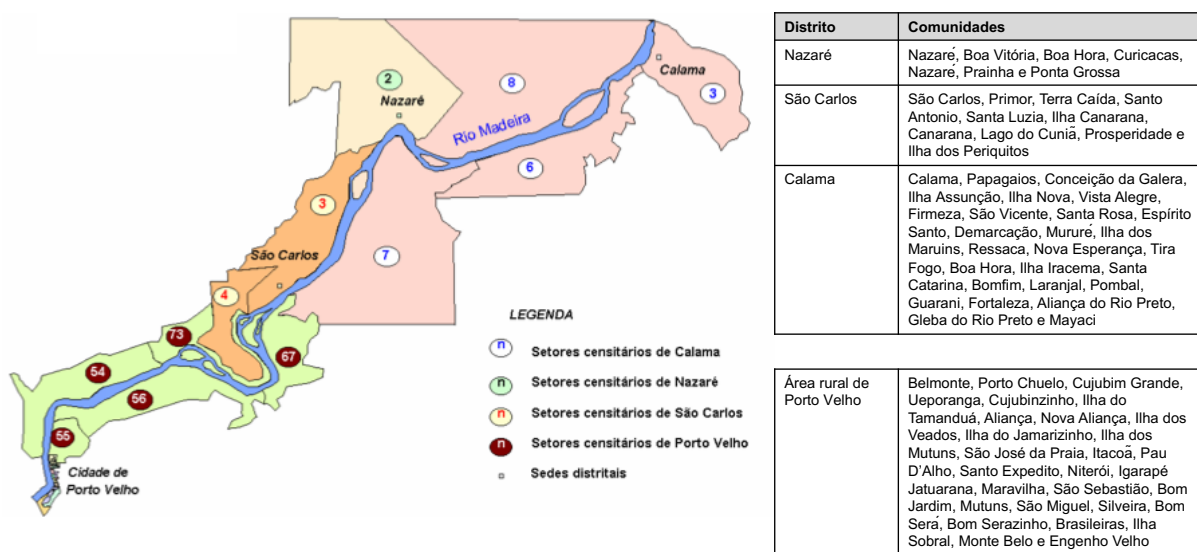 2
Nazaré
8
Calama
3
Rio Madeira
6
3
7
São Carlos
4
73
67
54
56
55
Cidade de
Porto Velho
LEGENDA
n Setores censitários de Calama
n Setores censitários de Nazaré
n Setores censitários de São Carlos
n Setores censitários de Porto Velho
Sedes distritais
Distrito Comunidades
Nazaré Nazaré, Boa Vitória, Boa Hora, Curicacas,
Nazaré, Prainha e Ponta Grossa
São Carlos São Carlos, Primor, Terra Caída, Santo
Antonio, Santa Luzia, Ilha Canarana,
Canarana, Lago do Cuniã, Prosperidade e
Ilha dos Periquitos
Calama Calama, Papagaios, Conceição da Galera,
Ilha Assunção, Ilha Nova, Vista Alegre,
Firmeza, São Vicente, Santa Rosa, Espírito
Santo, Demarcação, Mururé, Ilha dos
Maruins, Ressaca, Nova Esperança, Tira
Fogo, Boa Hora, Ilha Iracema, Santa
Catarina, Bomfim, Laranjal, Pombal,
Guarani, Fortaleza, Aliança do Rio Preto,
Gleba do Rio Preto e Mayaci
Área rural de
Porto Velho
Belmonte, Porto Chuelo, Cujubim Grande,
Ueporanga, Cujubinzinho, Ilha do
Tamanduá, Aliança, Nova Aliança, Ilha dos
Veados, Ilha do Jamarizinho, Ilha dos
Mutuns, São José da Praia, Itacoã, Pau
D'Alho, Santo Expedito, Niterói, Igarapé
Jatuarana, Maravilha, São Sebastião, Bom
Jardim, Mutuns, São Miguel, Silveira, Bom
Será, Bom Serazinho, Brasileiras, Ilha
Sobral, Monte Belo e Engenho Velho